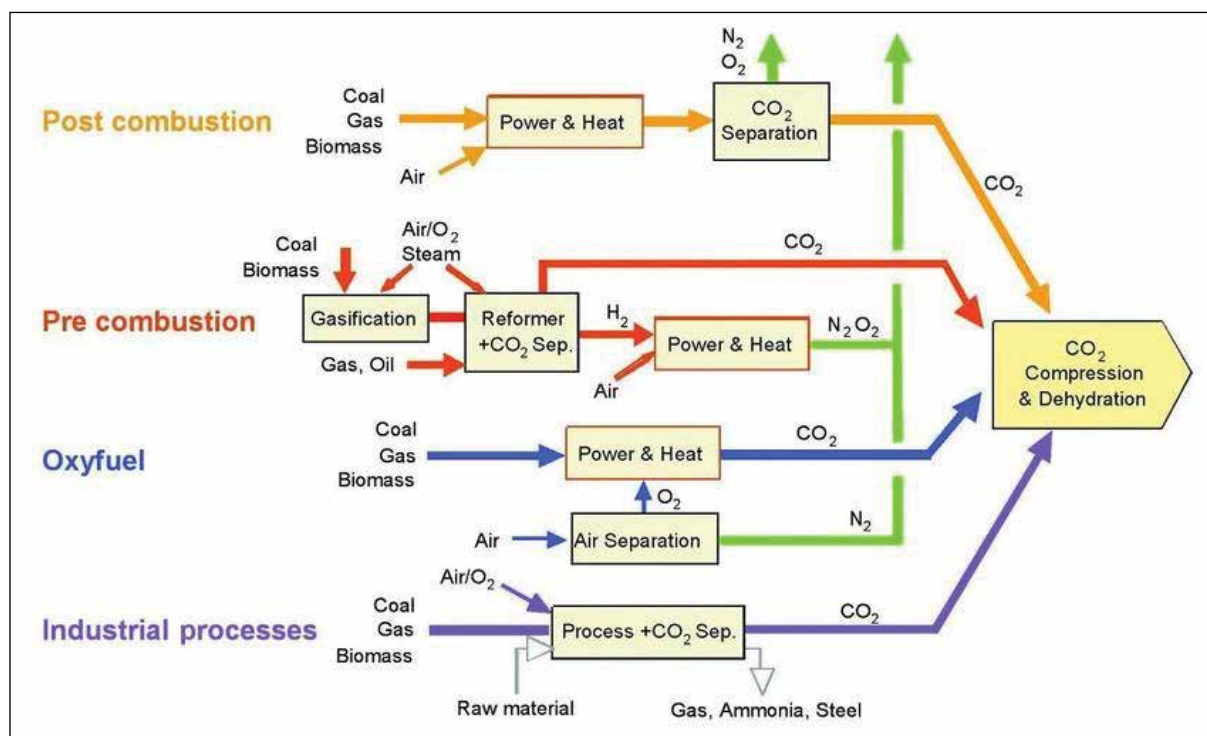 N₂
O₂
Post combustion
Coal
Gas
Biomass
Air
Power & Heat
CO₂
Separation
CO₂
Pre combustion
Coal
Biomass
Air/O₂
Steam
Gasification
Gas, Oil
Reformer
+CO₂ Sep.
CO₂
H₂
Air
Power & Heat
N₂O₂
CO₂
Compression
& Dehydration
Oxyfuel
Coal
Gas
Biomass
Power & Heat
CO₂
O₂
Air
Air Separation
N₂
Industrial processes
Air/O₂
Coal
Gas
Biomass
Process +CO₂ Sep.
CO₂
Raw material
Gas, Ammonia, Steel